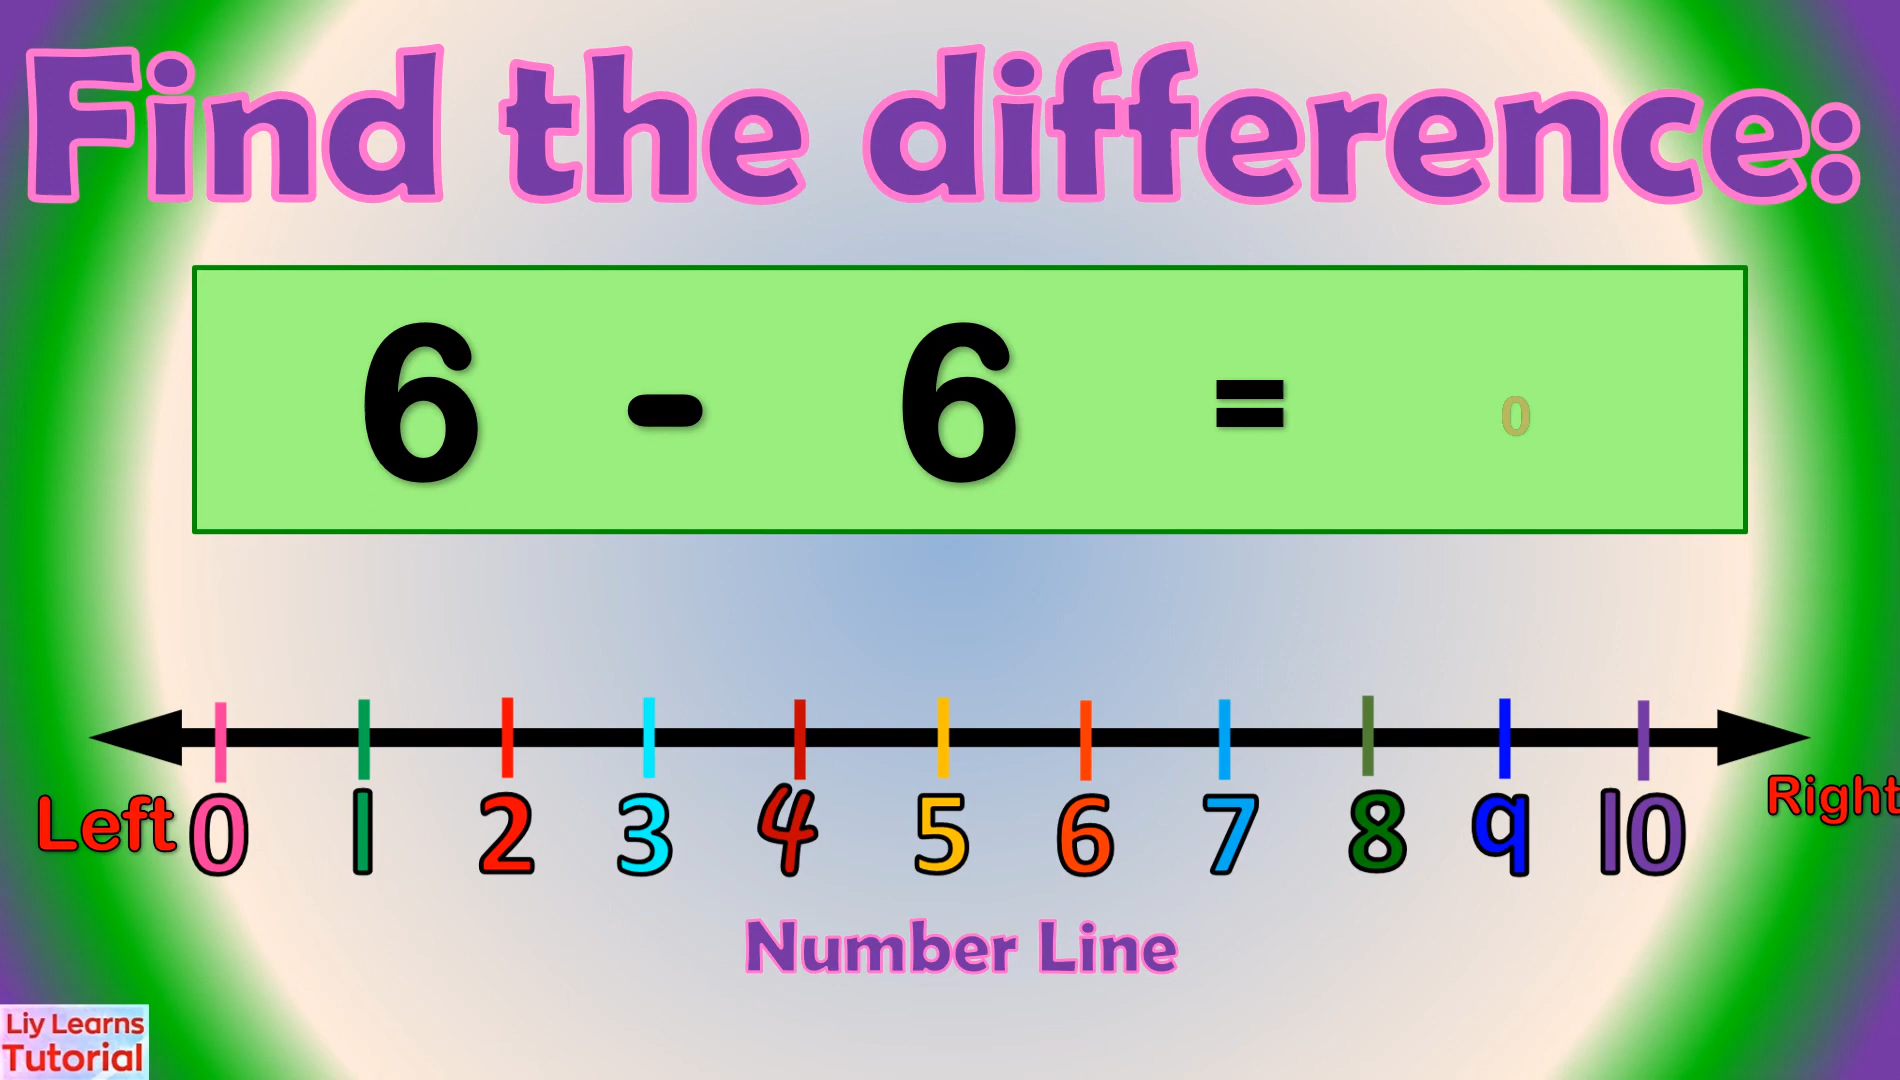 Find the difference:
6 - 6 = 0
Left 0 1 2 3 4 5 6 7 8 9 10 Right
Number Line
Liy Learns
Tutorial